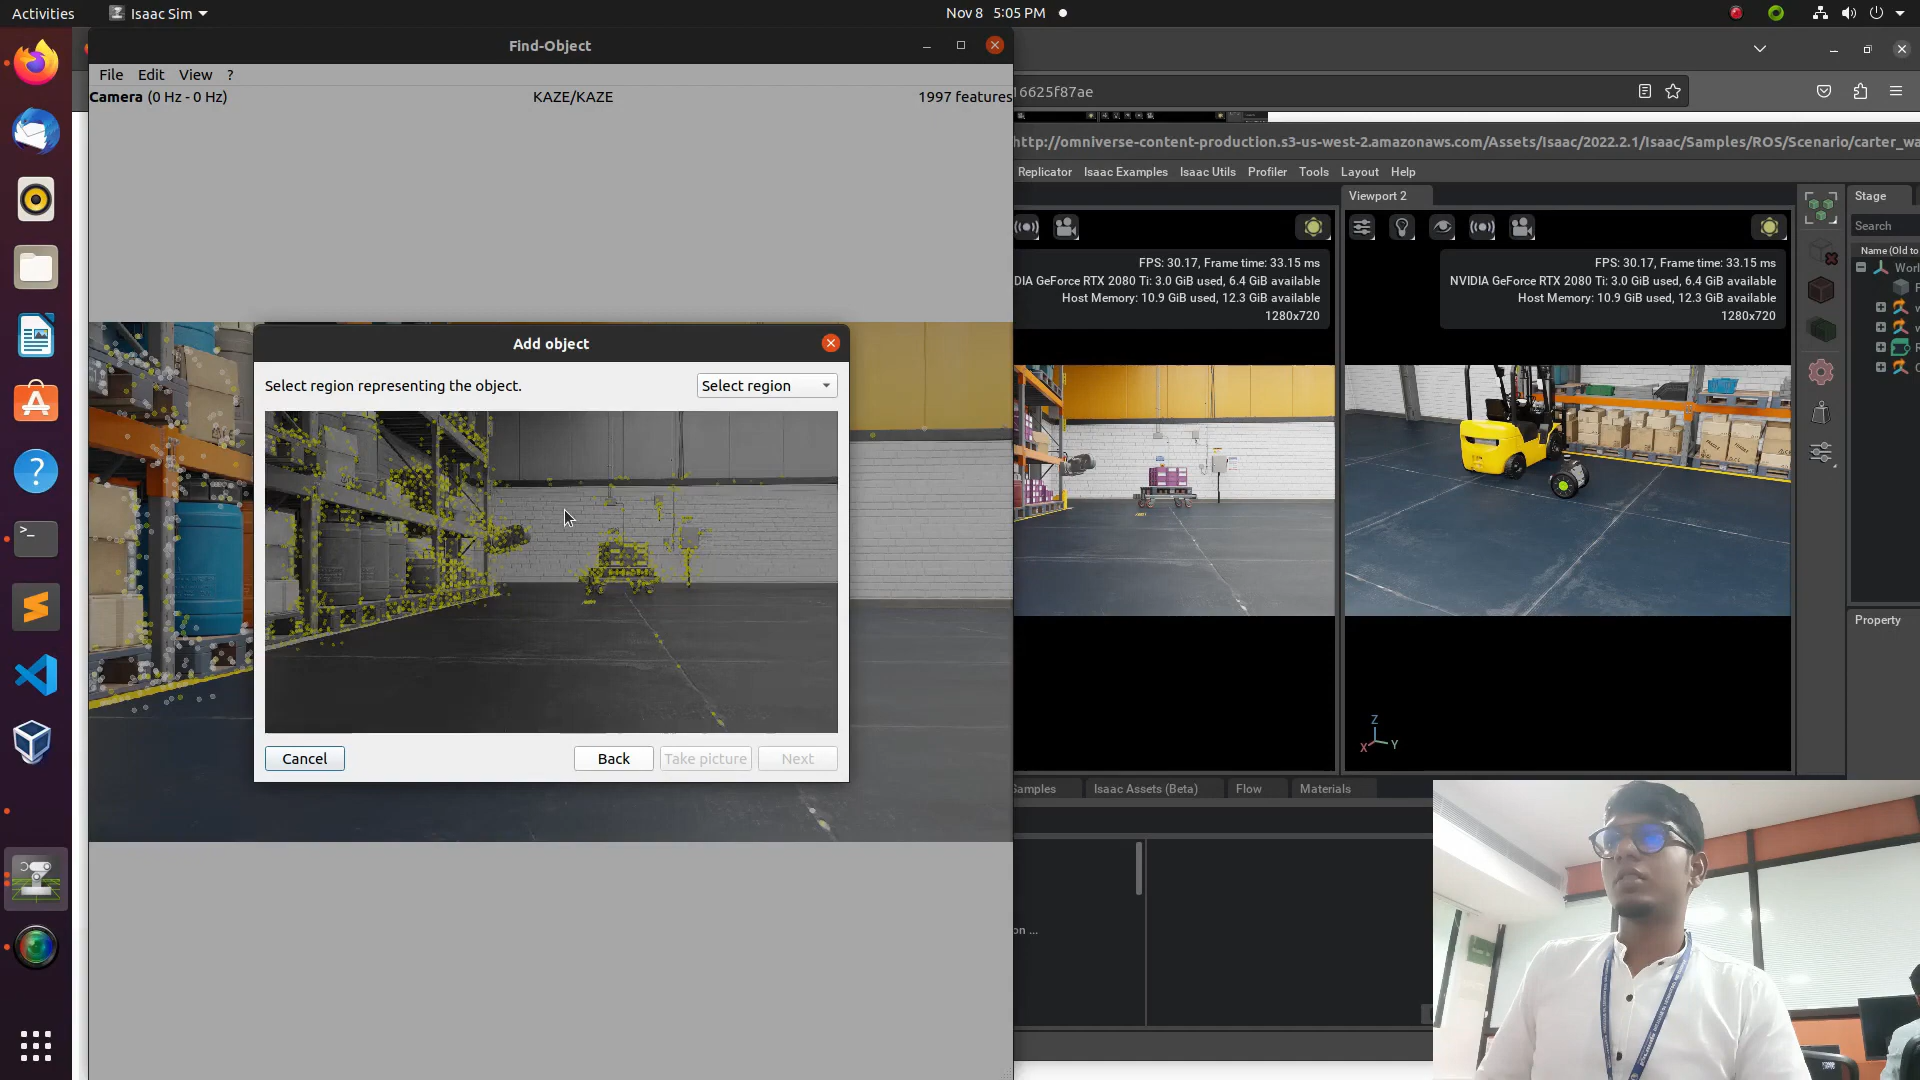 Activities
Isaac Sim
Nov 8 5:05 PM
Find-Object
File Edit View ?
Camera (0 Hz - 0 Hz)
KAZE/KAZE
1997 features
16625f87ae
http://omniverse-content-production.s3-us-west-2.amazonaws.com/Assets/Isaac/2022.2.1/Isaac/Samples/ROS/Scenario/carter_wa
Replicator Isaac Examples Isaac Utils Profiler Tools Layout Help
Viewport 2
Stage
Search
Name (Old to
Worl
FPS: 30.17, Frame time: 33.15 ms
DIA GeForce RTX 2080 Ti: 3.0 GiB used, 6.4 GiB available
Host Memory: 10.9 GiB used, 12.3 GiB available
1280x720
FPS: 30.17, Frame time: 33.15 ms
NVIDIA GeForce RTX 2080 Ti: 3.0 GiB used, 6.4 GiB available
Host Memory: 10.9 GiB used, 12.3 GiB available
1280x720
Add object
Select region representing the object.
Select region
Cancel
Back
Take picture
Next
Property
Z
X
Y
Samples
Isaac Assets (Beta)
Flow
Materials
on ...